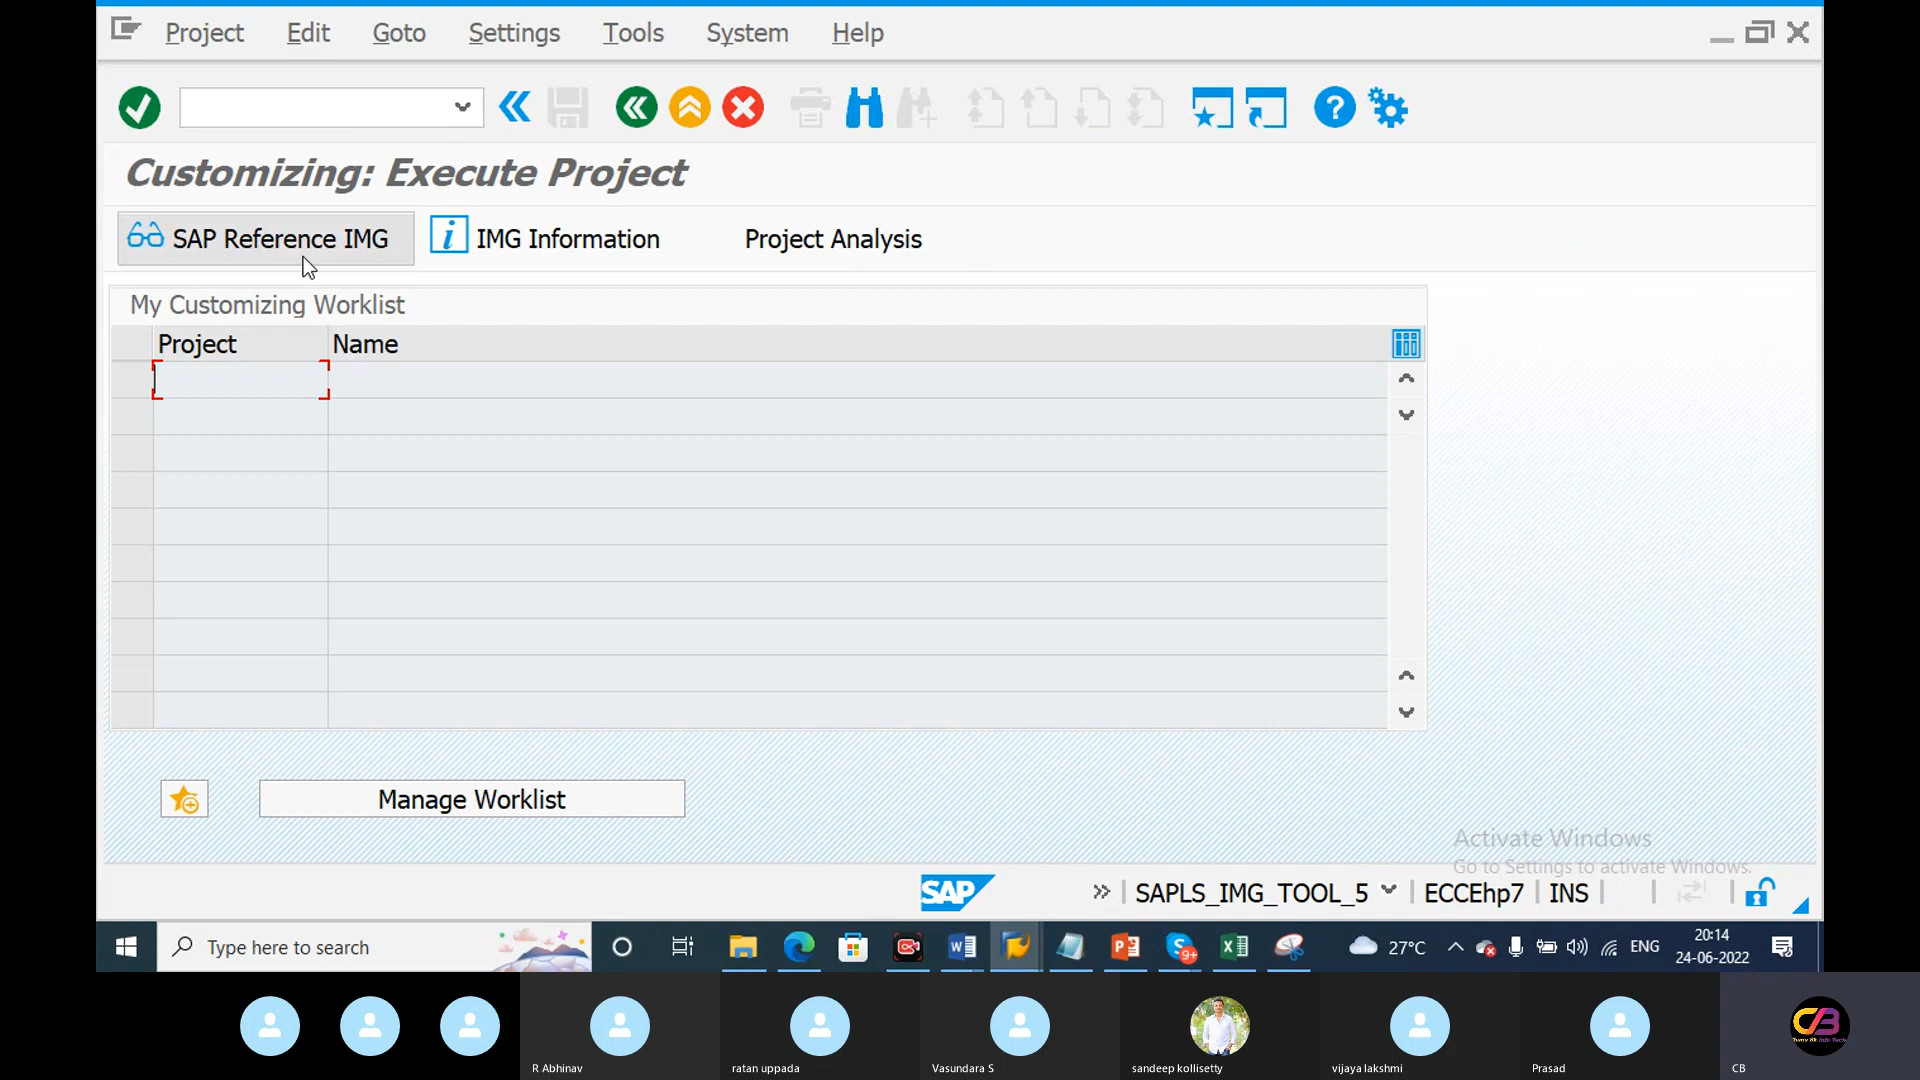 Project Edit Goto Settings Tools System Help
Customizing: Execute Project
SAP Reference IMG i IMG Information Project Analysis
My Customizing Worklist
Project Name
Manage Worklist
Activate Windows
Go to Settings to activate Windows.
SAP SAPLS_IMG_TOOL_5 ECCEhp7 INS
Type here to search 9+ 27°C ENG 20:14
24-06-2022
CB
R Abhinav ratan uppada Vasundara S sandeep kollisetty vijaya lakshmi Prasad CB